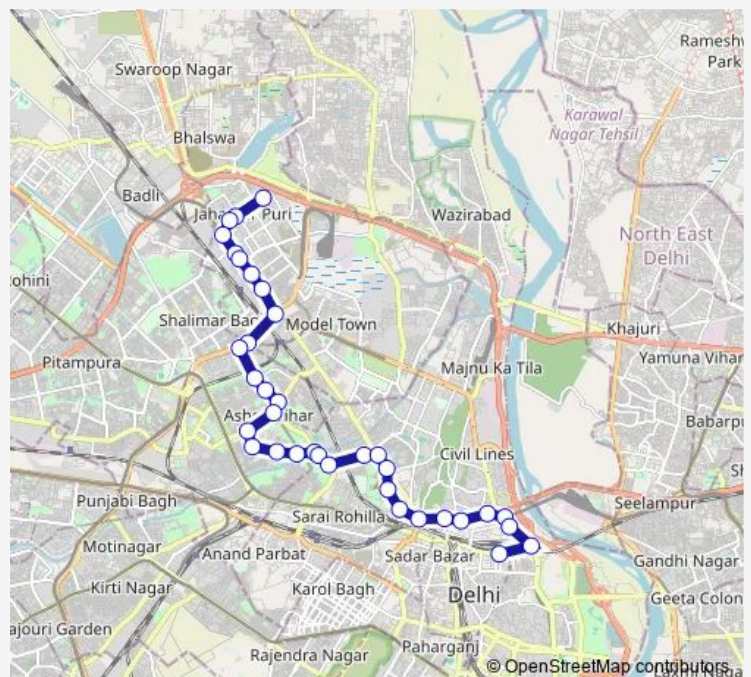 Rameshw
Park
Swaroop Nagar
Karawal
Nagar Tehsil
Bhalswa
Badli
Wazirabad
North East
Delhi
ohini
Shalimar Bag
Model Town
Khajuri
Pitampura
Majnu Ka Tila
Yamuna Vihar
Babarpu
Civil Lines
Punjabi Bagh
Seelampur
Sarai Rohilla
Motinagar
Anand Parbat
Sadar Bazar
Gandhi Nagar
Kirti Nagar
Karol Bagh
Delhi
Geeta Colon
ajouri Garden
Rajendra Nagar
Paharganj
© OpenStreetMap contributors